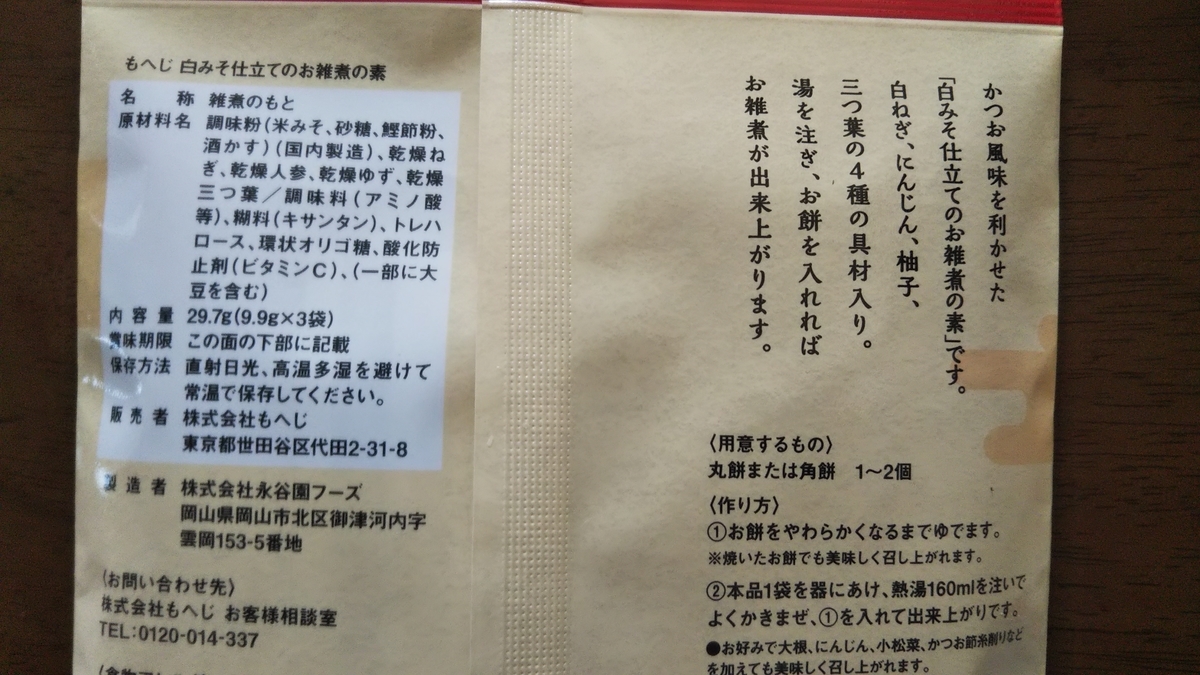 もへじ 白みそ仕立てのお雑煮の素
名称 雑煮のもと
原材料名 調味粉(米みそ、砂糖、鰹節粉、
酒かす)(国内製造)、乾燥ね
ぎ、乾燥人参、乾燥ゆず、乾燥
三つ葉／調味料(アミノ酸
等)、糊料(キサンタン)、トレハ
ロース、環状オリゴ糖、酸化防
止剤(ビタミンC)、(一部に大
豆を含む)
内容量 29.7g(9.9g×3袋)
賞味期限 この面の下部に記載
保存方法 直射日光、高温多湿を避けて
常温で保存してください。
販売者 株式会社もへじ
東京都世田谷区代田2-31-8
製造者 株式会社永谷園フーズ
岡山県岡山市北区御津河内字
雲岡153-5番地
〈お問い合わせ先〉
株式会社もへじ お客様相談室
TEL:0120-014-337
かつお風味を利かせた
「白みそ仕立てのお雑煮の素」です。
白ねぎ、にんじん、柚子、
三つ葉の4種の具材入り。
湯を注ぎ、お餅を入れれば
お雑煮が出来上がります。
〈用意するもの〉
丸餅または角餅 1〜2個
〈作り方〉
①お餅をやわらかくなるまでゆでます。
※焼いたお餅でも美味しく召し上がれます。
②本品1袋を器にあけ、熱湯160mlを注いで
よくかきまぜ、①を入れて出来上がりです。
●お好みで大根、にんじん、小松菜、かつお節糸削りなど
を加えても美味しく召し上がれます。